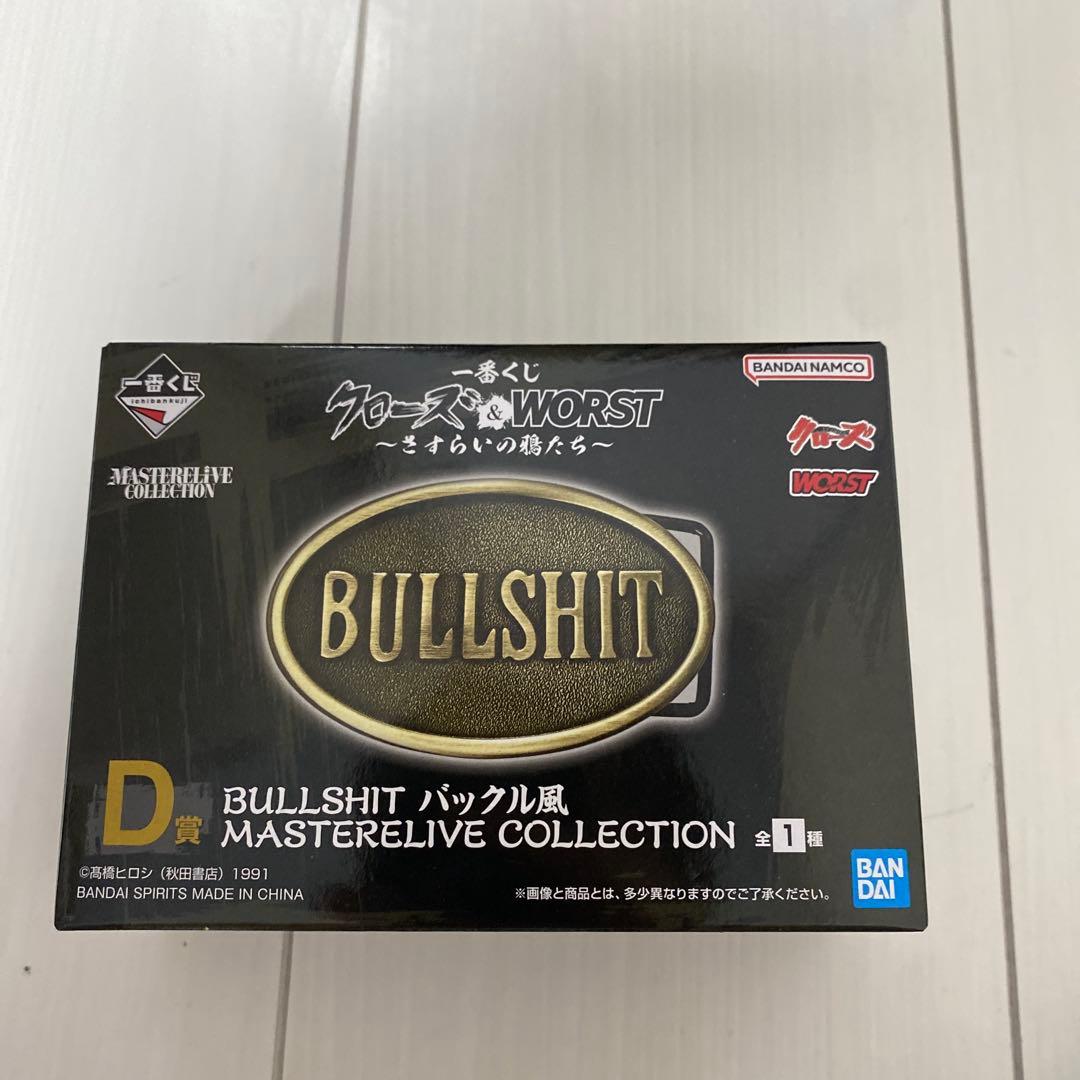 一番くじ
ichibankuji
MASTERELiVE
COLLECTION
一番くじ
クローズ&WORST
～さすらいの鴉たち～
BANDAI NAMCO
クローズ
WORST
BULLSHIT
D賞
BULLSHIT バックル風
MASTERELIVE COLLECTION 全1種
©髙橋ヒロシ（秋田書店）1991
BANDAI SPIRITS MADE IN CHINA
※画像と商品とは、多少異なりますのでご了承ください。
BAN
DAI